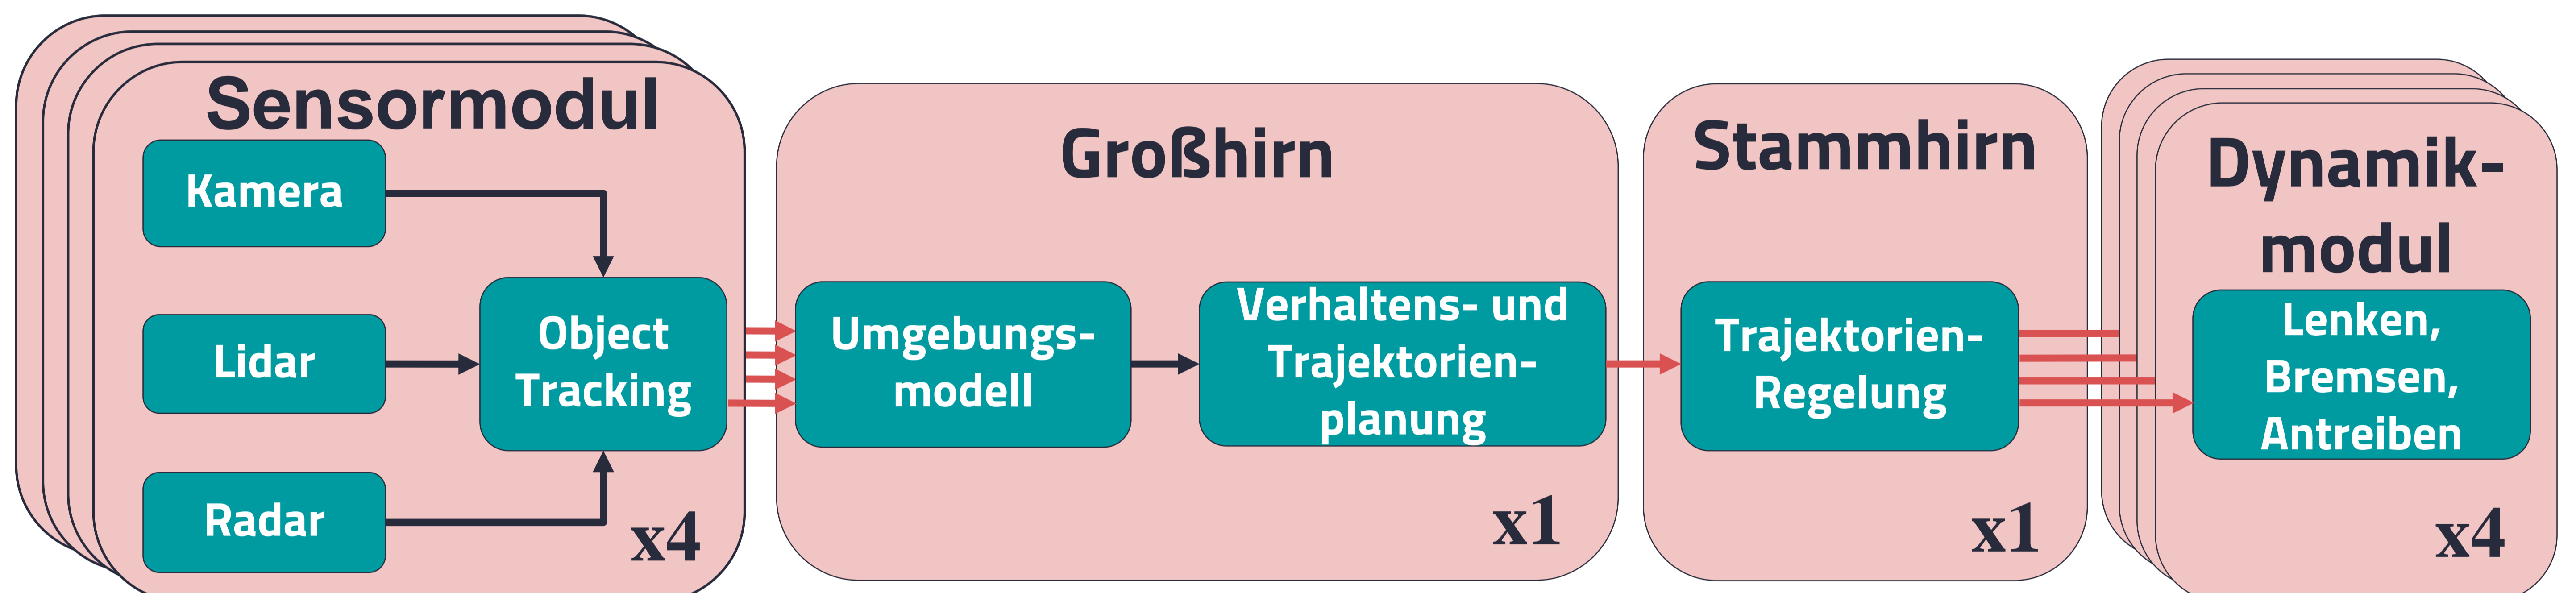 Sensormodul
Kamera
Lidar
Radar
Object
Tracking
x4
Großhirn
Umgebungs-
modell
Verhaltens- und
Trajektorien-
planung
x1
Stammhirn
Trajektorien-
Regelung
x1
Dynamik-
modul
Lenken,
Bremsen,
Antreiben
x4